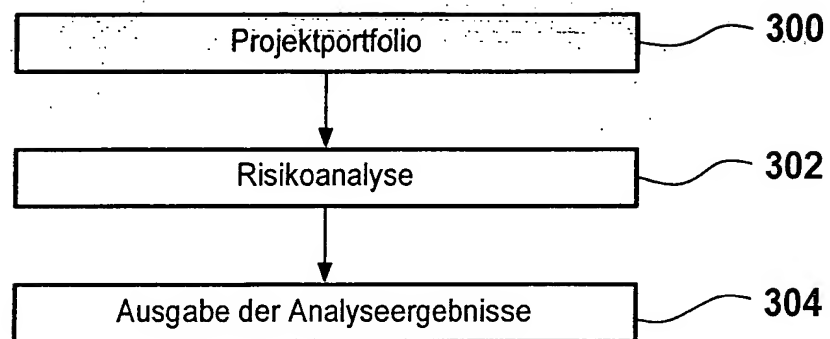 Projektportfolio 300
Risikoanalyse 302
Ausgabe der Analyseergebnisse 304